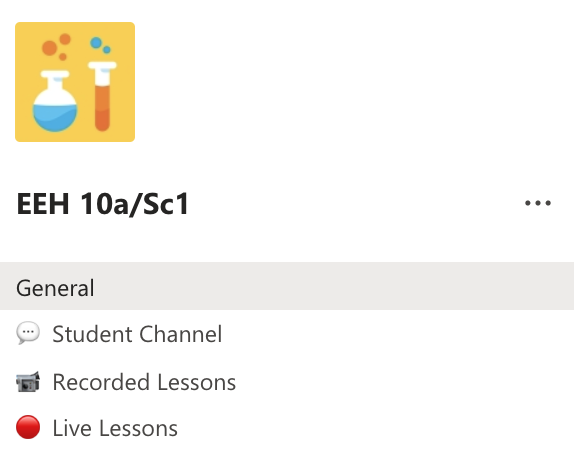 EEH 10a/Sc1
General
Student Channel
Recorded Lessons
Live Lessons